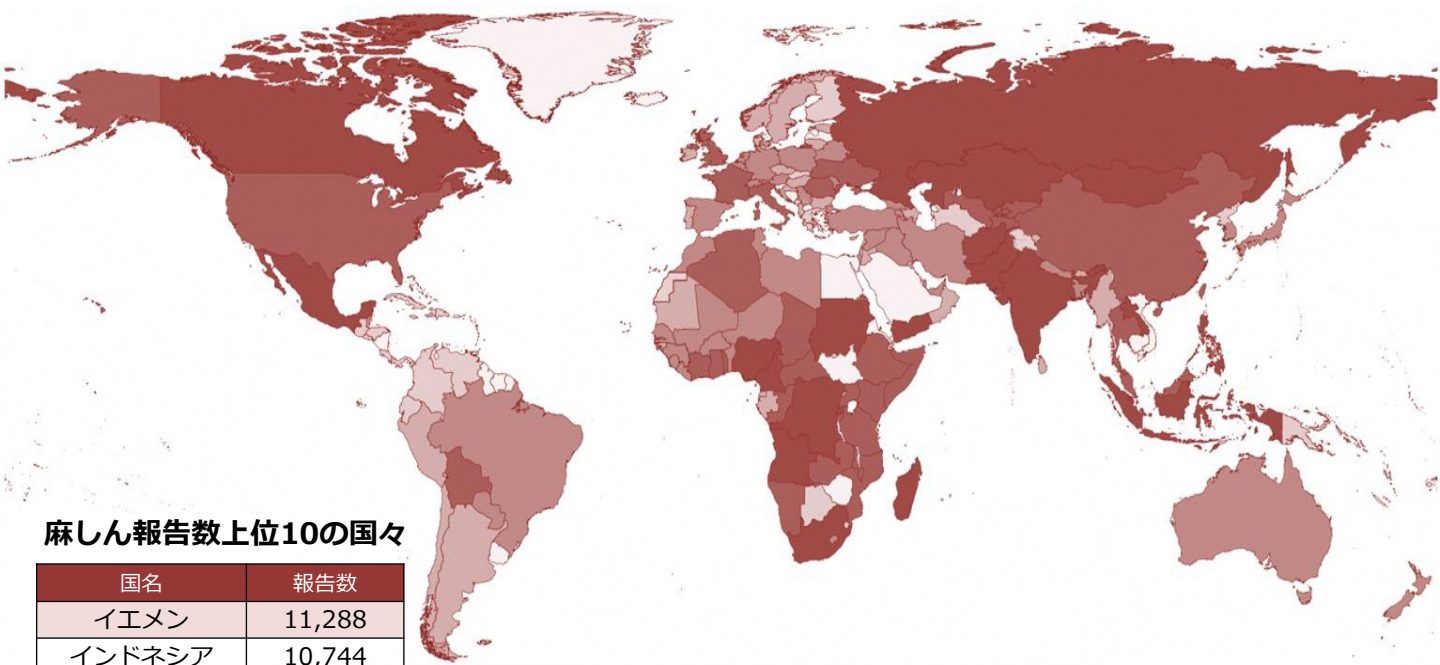 麻しん報告数上位10の国々
国名 報告数
イエメン 11,288
インドネシア 10,744